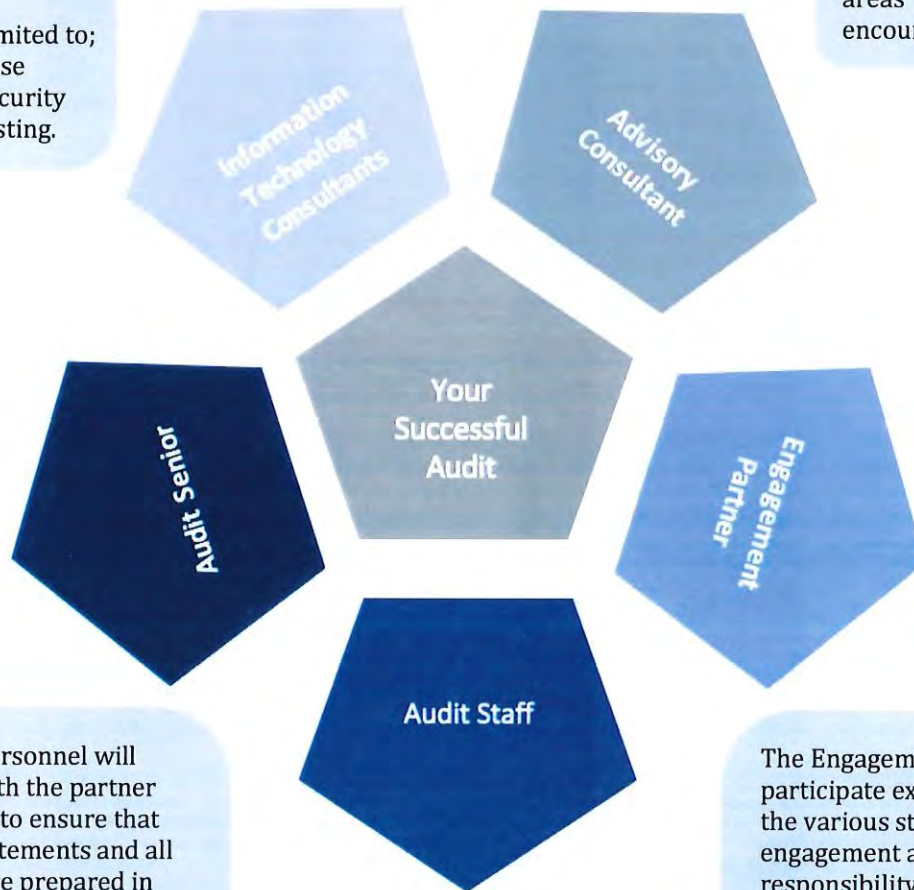 mited to;
se
curity
sting.
areas
encour
Information
Technology
Consultants
Advisory
Consultant
Your
Successful
Audit
Audit Senior
Engagement
Partner
Audit Staff
rsonnel will
th the partner
to ensure that
tements and all
re prepared in
The Engagem
participate ex
the various st
engagement a
responsibility